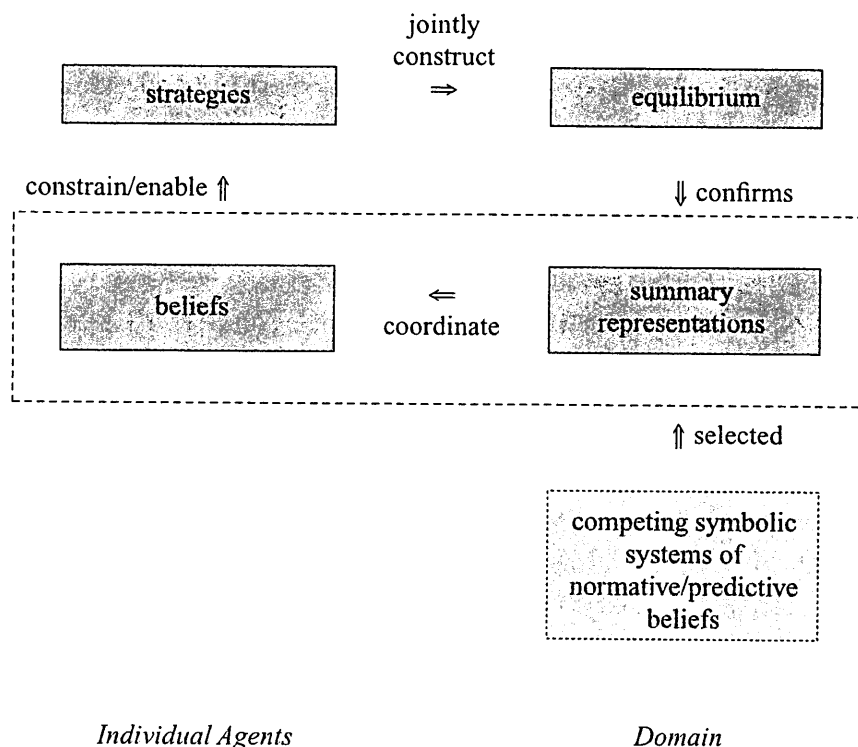 jointly
construct
strategies ⇒ equilibrium
constrain/enable ⇑ ⇓ confirms
beliefs ⇐ summary
coordinate representations
⇑ selected
competing symbolic
systems of
normative/predictive
beliefs
Individual Agents Domain